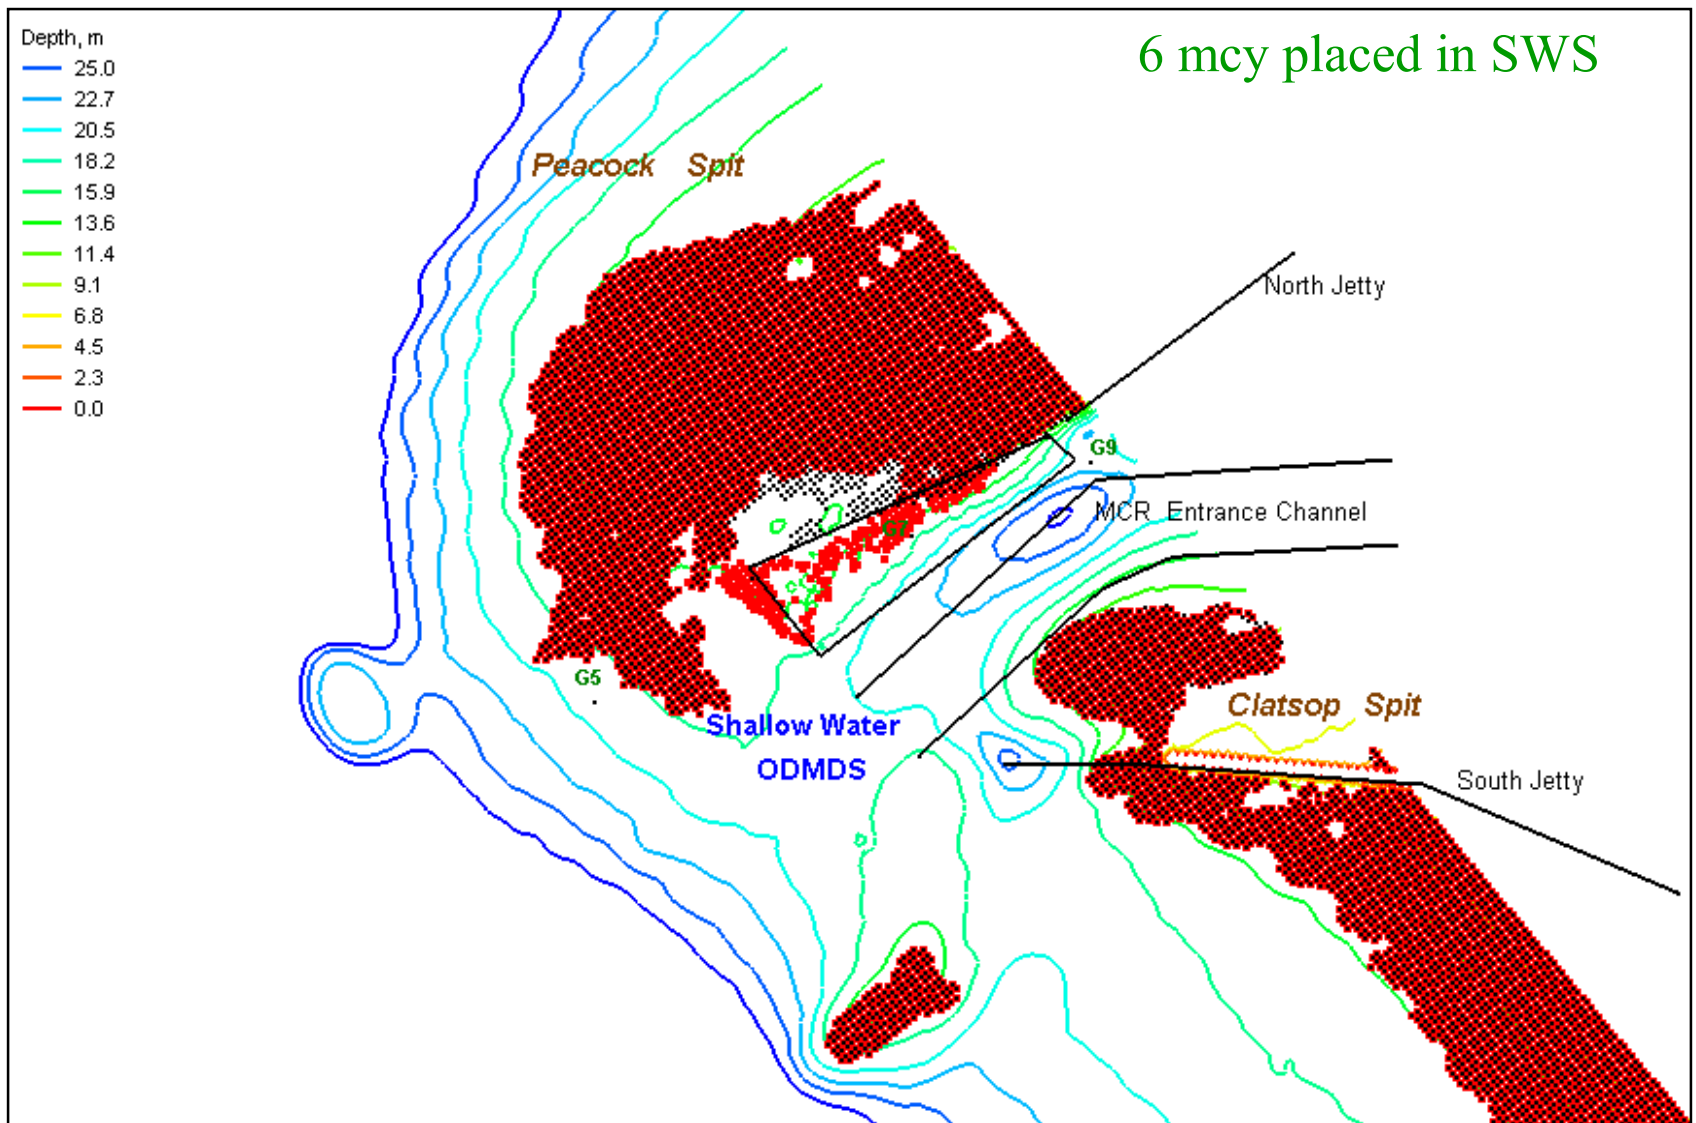 6 mcy placed in SWS
Depth, m
25.0
22.7
20.5
18.2
15.9
13.6
11.4
9.1
6.8
4.5
2.3
0.0
Peacock Spit
North Jetty
G9
MCR Entrance Channel
G7
G5
Clatsop Spit
Shallow Water
ODMDS
South Jetty